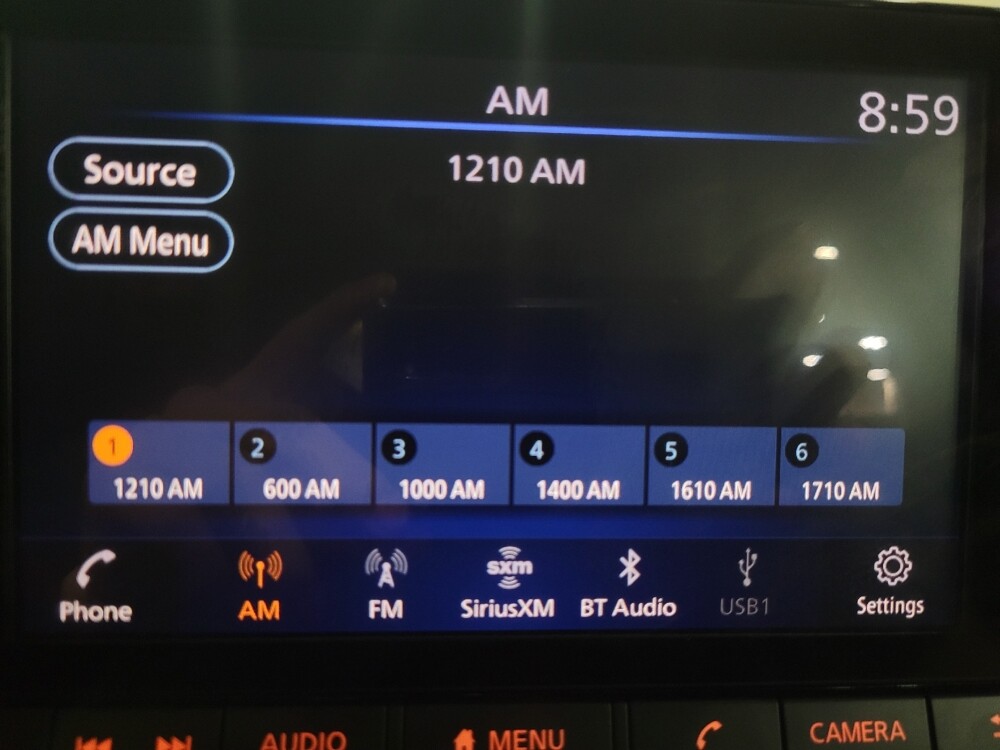 AM
8:59
Source
1210 AM
AM Menu
1 2 3 4 5 6
1210 AM 600 AM 1000 AM 1400 AM 1610 AM 1710 AM
sxm
Phone AM FM SiriusXM BT Audio USB1 Settings
AUDIO MENU CAMERA